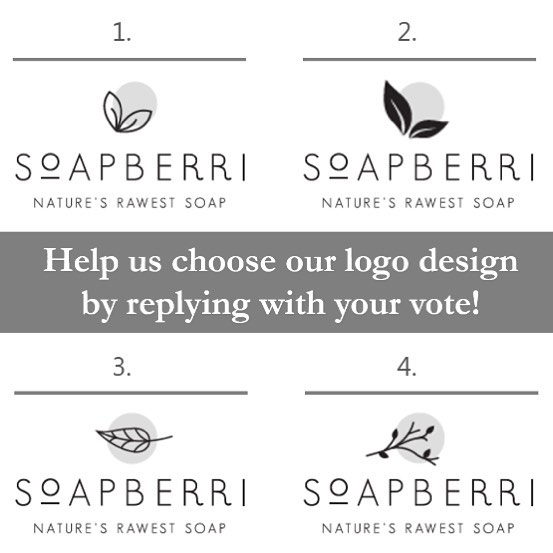 1.
2.
SOAPBERRI
NATURE'S RAWEST SOAP
SOAPBERRI
NATURE'S RAWEST SOAP
Help us choose our logo design
by replying with your vote!
3.
4.
SOAPBERRI
NATURE'S RAWEST SOAP
SOAPBERRI
NATURE'S RAWEST SOAP